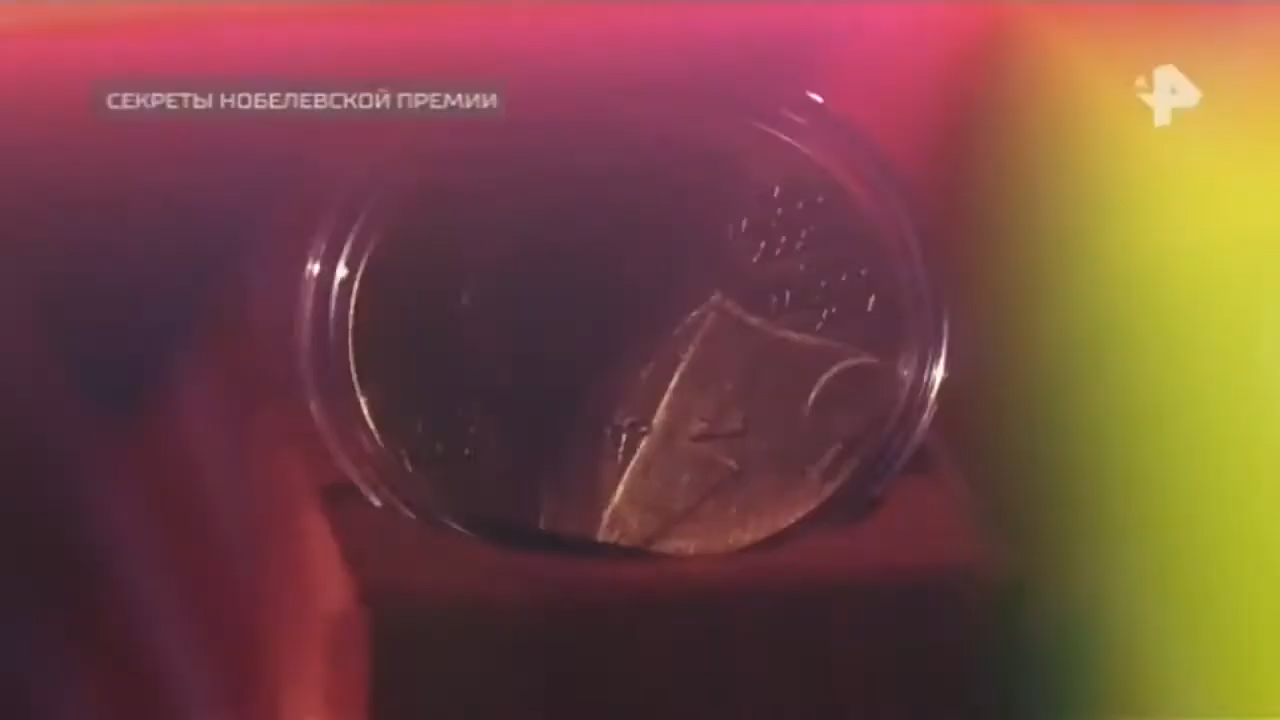 СЕКРЕТЫ НОБЕЛЕВСКОЙ ПРЕМИИ